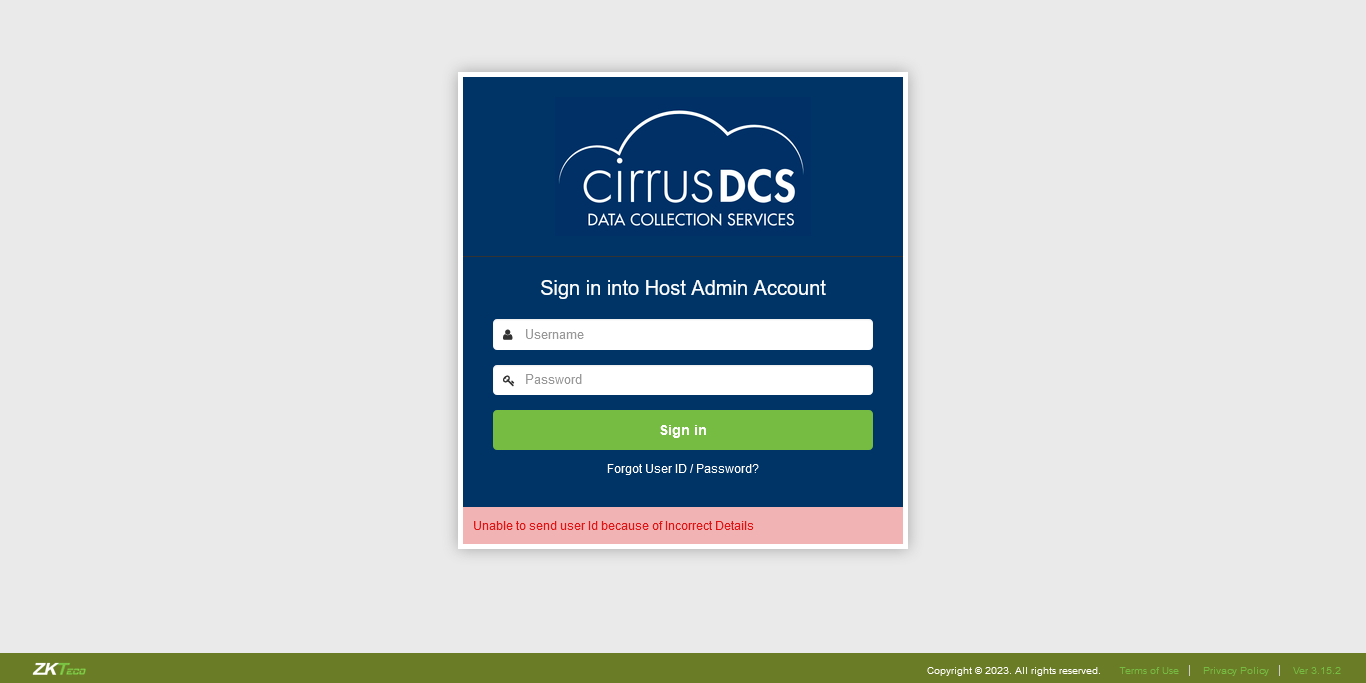 cirrus DCS
DATA COLLECTION SERVICES
Sign in into Host Admin Account
Username
Password
Sign in
Forgot User ID / Password?
Unable to send user Id because of Incorrect Details
ZKTeco
Copyright © 2023. All rights reserved. Terms of Use | Privacy Policy | Ver 3.15.2